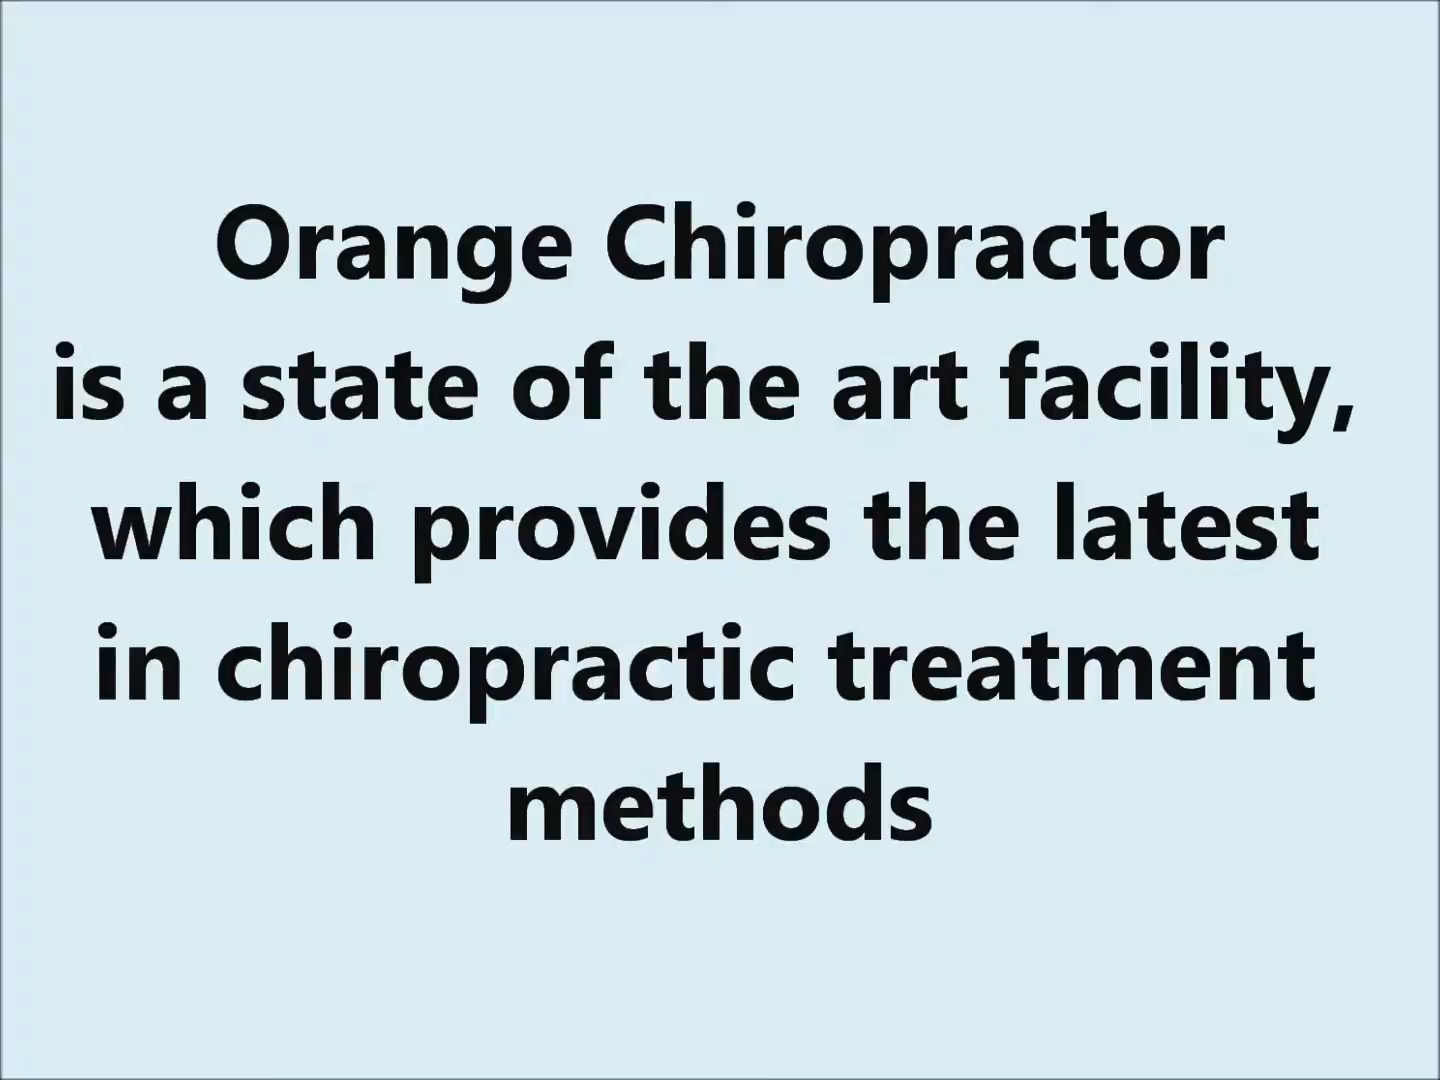 Orange Chiropractor
is a state of the art facility,
which provides the latest
in chiropractic treatment
methods